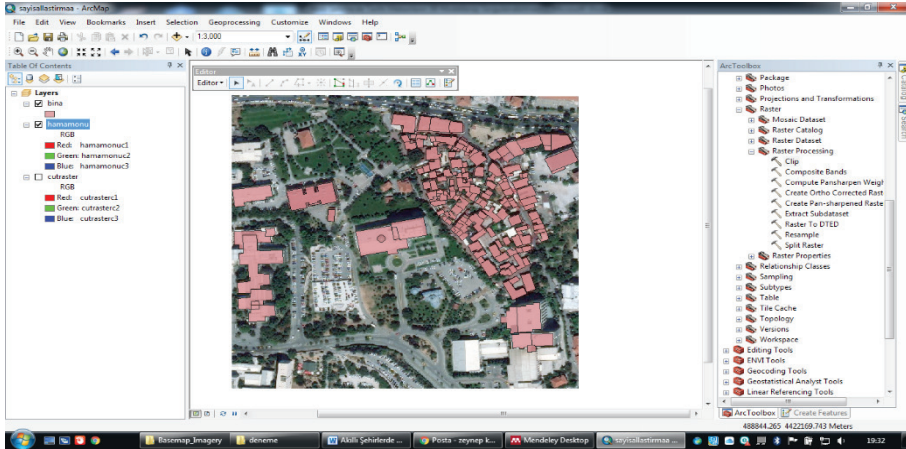 sayisallastirmaa - ArcMap
File Edit View Bookmarks Insert Selection Geoprocessing Customize Windows Help
1:3,000
Table Of Contents
Layers
bina
hamamonu
RGB
Red: hamamonuc1
Green: hamamonuc2
Blue: hamamonuc3
cutraster
RGB
Red: cutrasterc1
Green: cutrasterc2
Blue: cutrasterc3
Editor
Editor
ArcToolbox
Package
Photos
Projections and Transformations
Raster
Mosaic Dataset
Raster Catalog
Raster Dataset
Raster Processing
Clip
Composite Bands
Compute Pansharpen Weigh
Create Ortho Corrected Rast
Create Pan-sharpened Raste
Extract Subdataset
Raster To DTED
Resample
Split Raster
Raster Properties
Relationship Classes
Sampling
Subtypes
Table
Tile Cache
Topology
Versions
Workspace
Editing Tools
ENVI Tools
Geocoding Tools
Geostatistical Analyst Tools
Linear Referencing Tools
ArcToolbox Create Features
488844.265 4422169.743 Meters
Basemap_Imagery deneme Akıllı Şehirlerde ... Posta - zeynep k... Mendeley Desktop sayisallastirmaa ... 19:32